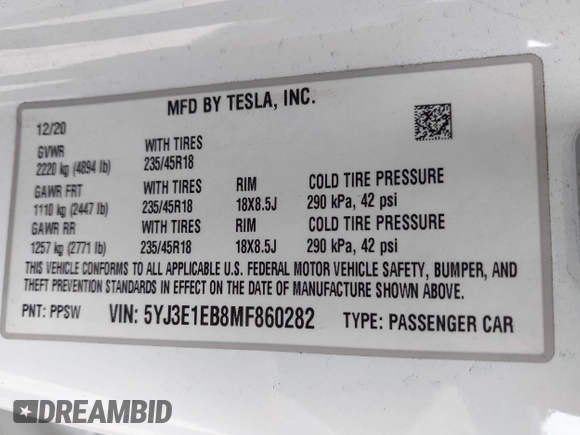 MFD BY TESLA, INC.
12/20
GVWR WITH TIRES
2220 kg (4894 lb) 235/45R18
GAWR FRT WITH TIRES RIM COLD TIRE PRESSURE
1110 kg (2447 lb) 235/45R18 18X8.5J 290 kPa, 42 psi
GAWR RR WITH TIRES RIM COLD TIRE PRESSURE
1257 kg (2771 lb) 235/45R18 18X8.5J 290 kPa, 42 psi
THIS VEHICLE CONFORMS TO ALL APPLICABLE U.S. FEDERAL MOTOR VEHICLE SAFETY, BUMPER, AND
THEFT PREVENTION STANDARDS IN EFFECT ON THE DATE OF MANUFACTURE SHOWN ABOVE.
PNT: PPSW VIN: 5YJ3E1EB8MF860282 TYPE: PASSENGER CAR
DREAMBID